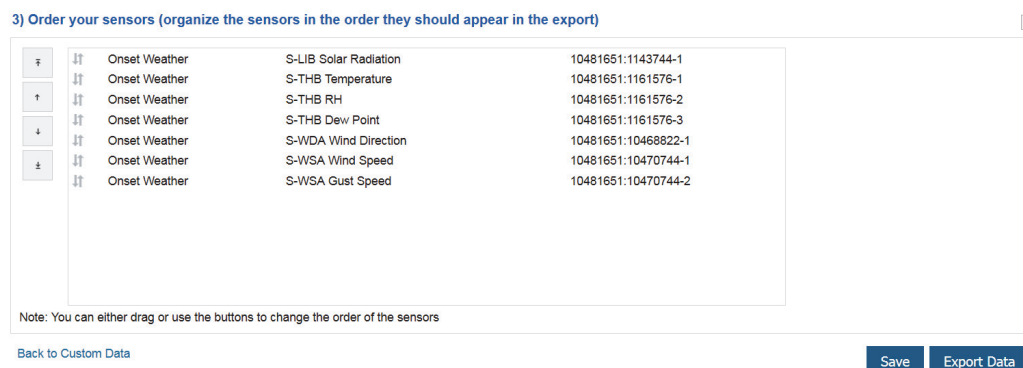 3) Order your sensors (organize the sensors in the order they should appear in the export)
Onset Weather S-LIB Solar Radiation 10481651:1143744-1
Onset Weather S-THB Temperature 10481651:1161576-1
Onset Weather S-THB RH 10481651:1161576-2
Onset Weather S-THB Dew Point 10481651:1161576-3
Onset Weather S-WDA Wind Direction 10481651:10468822-1
Onset Weather S-WSA Wind Speed 10481651:10470744-1
Onset Weather S-WSA Gust Speed 10481651:10470744-2
Note: You can either drag or use the buttons to change the order of the sensors
Back to Custom Data
Save Export Data